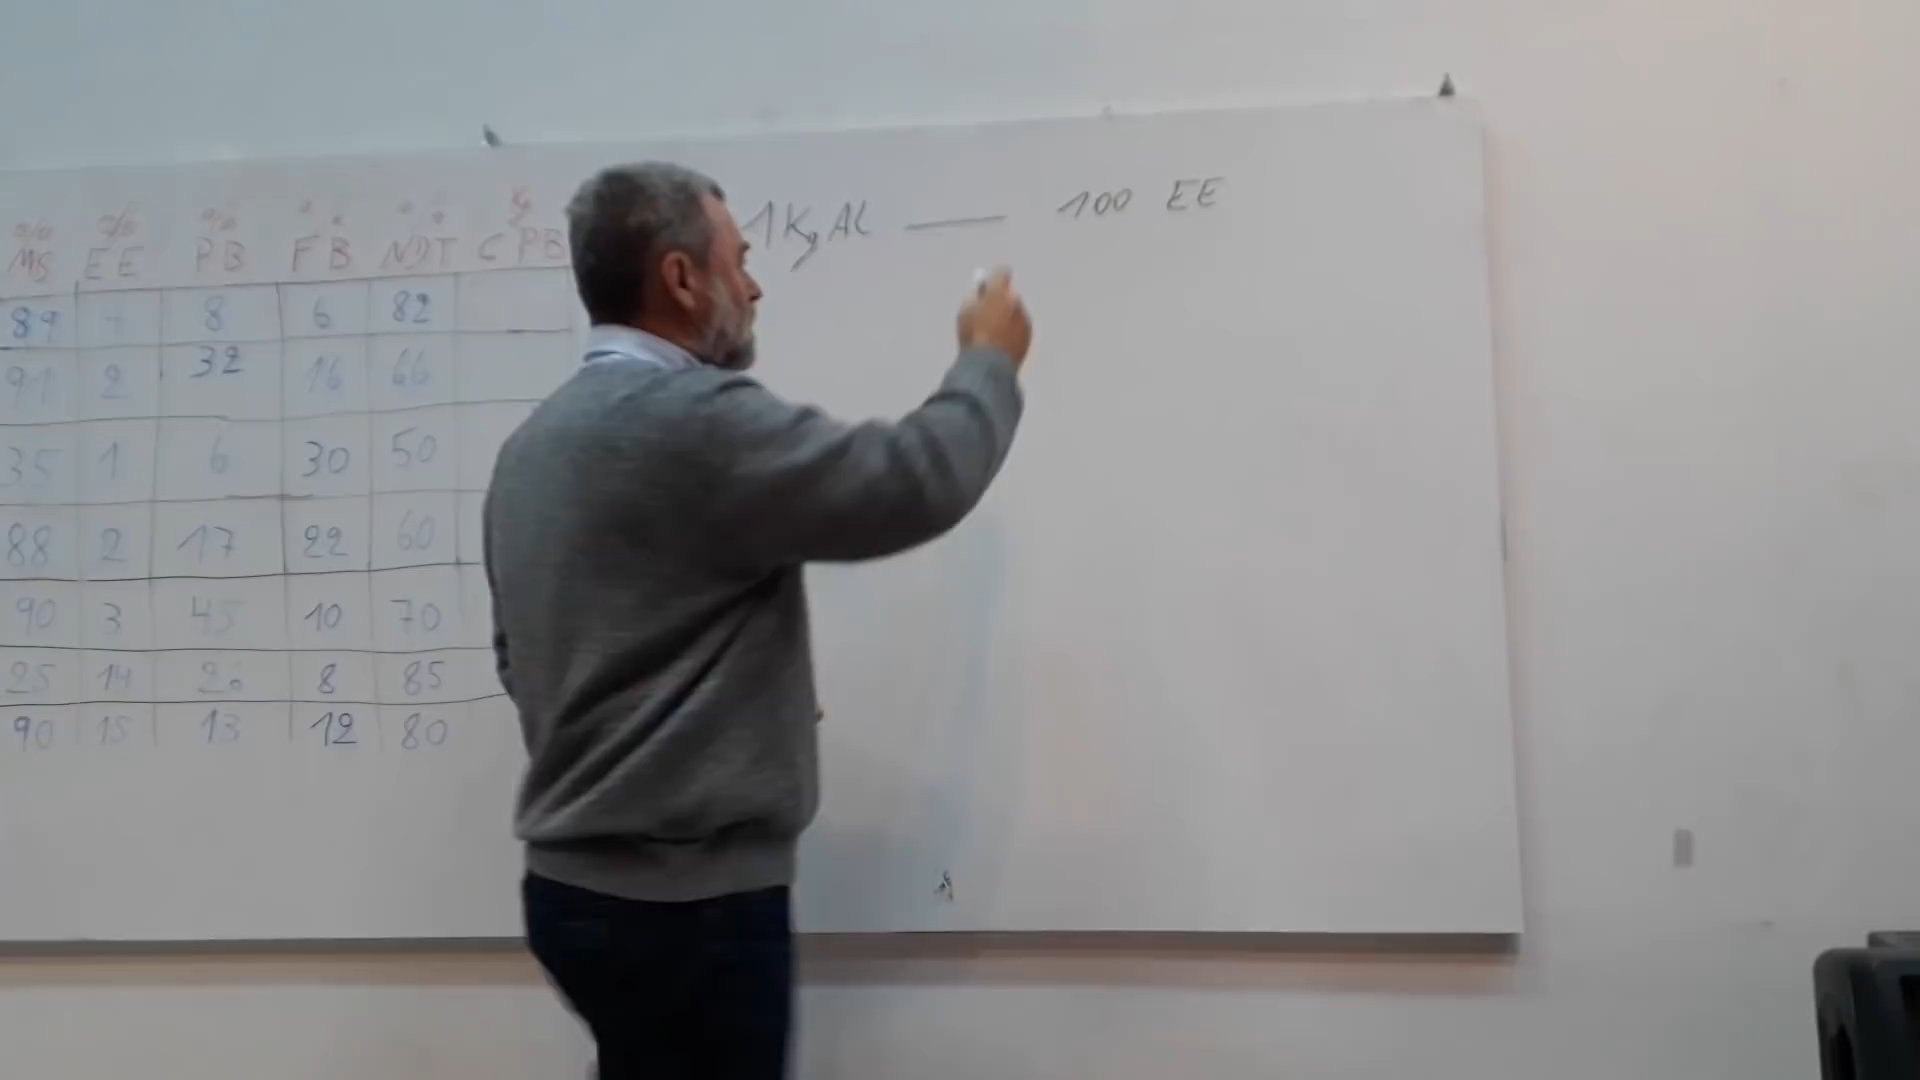 % % % % % %
MS EE PB FB NDT CPB 1Kg Al — 100 EE
89 8 6 82
91 2 32 16 66
35 1 6 30 50
88 2 17 22 60
90 3 45 10 70
25 14 26 8 85
90 15 13 12 80